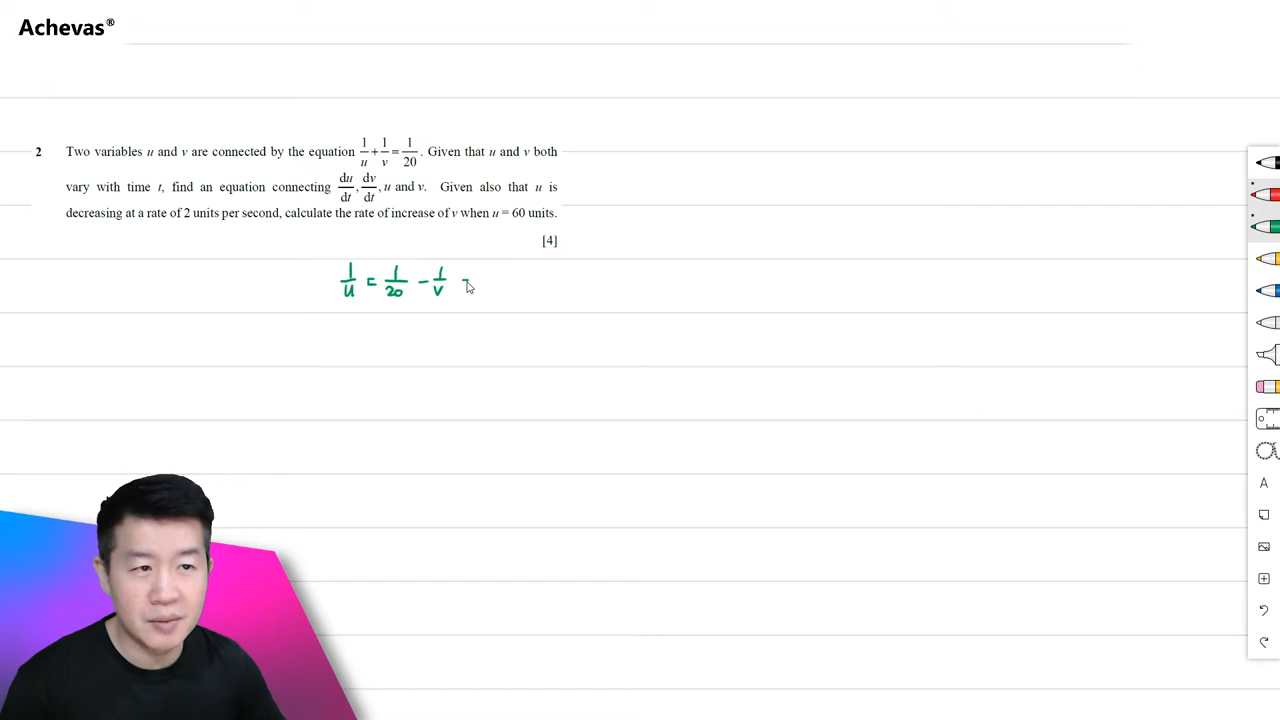 Achevas®
2 Two variables u and v are connected by the equation 1/u + 1/v = 1/20. Given that u and v both
vary with time t, find an equation connecting du/dt, dv/dt, u and v. Given also that u is
decreasing at a rate of 2 units per second, calculate the rate of increase of v when u = 60 units.
[4]
1/u = 1/20 - 1/v
A